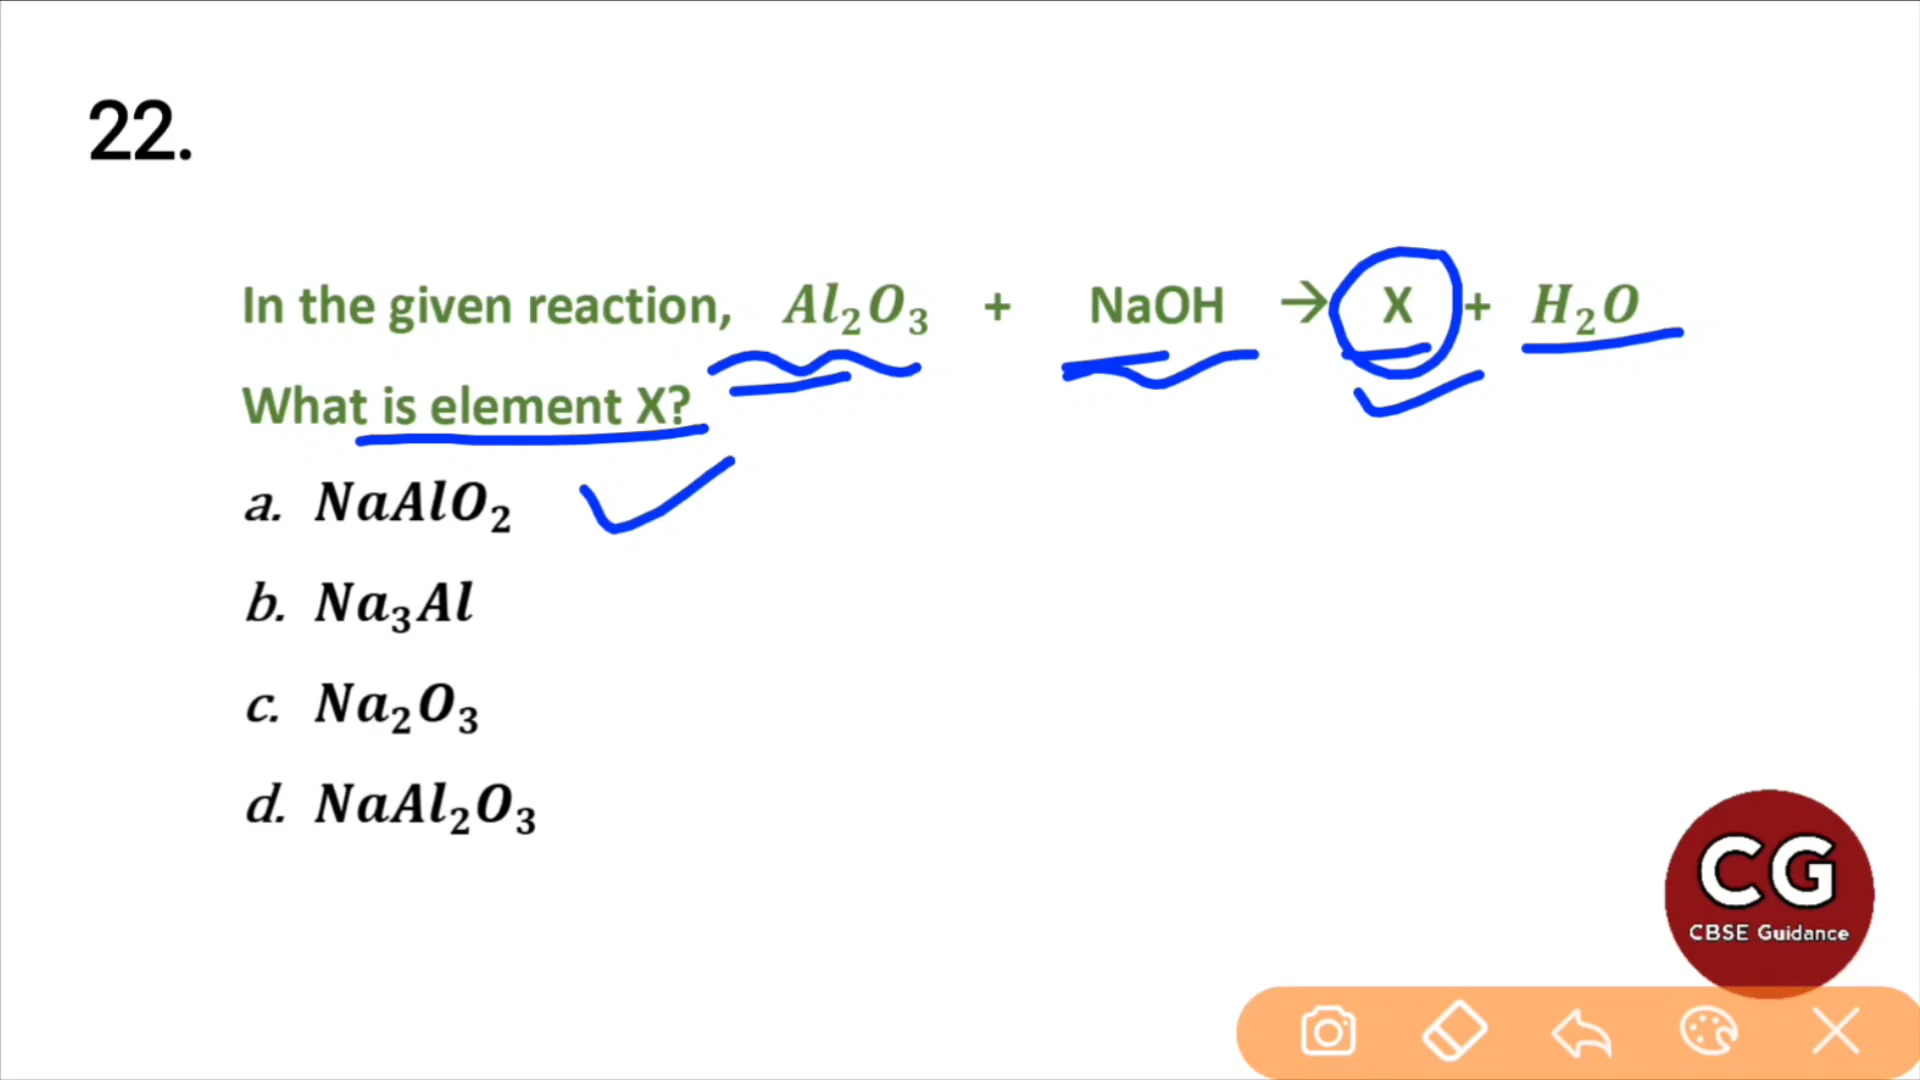 22.
In the given reaction, Al₂O₃ + NaOH → X + H₂O
What is element X?
a. NaAlO₂
b. Na₃Al
c. Na₂O₃
d. NaAl₂O₃
CG
CBSE Guidance